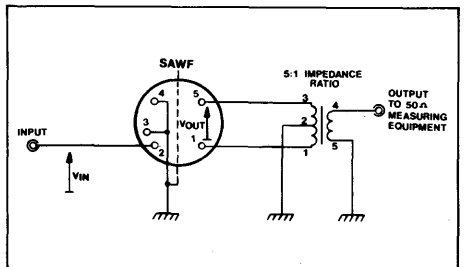 SAWF
5:1 IMPEDANCE
RATIO
4
5
3
3
4
OUTPUT
TO 50Ω
MEASURING
EQUIPMENT
VOUT
2
INPUT
2
1
1
5
VIN